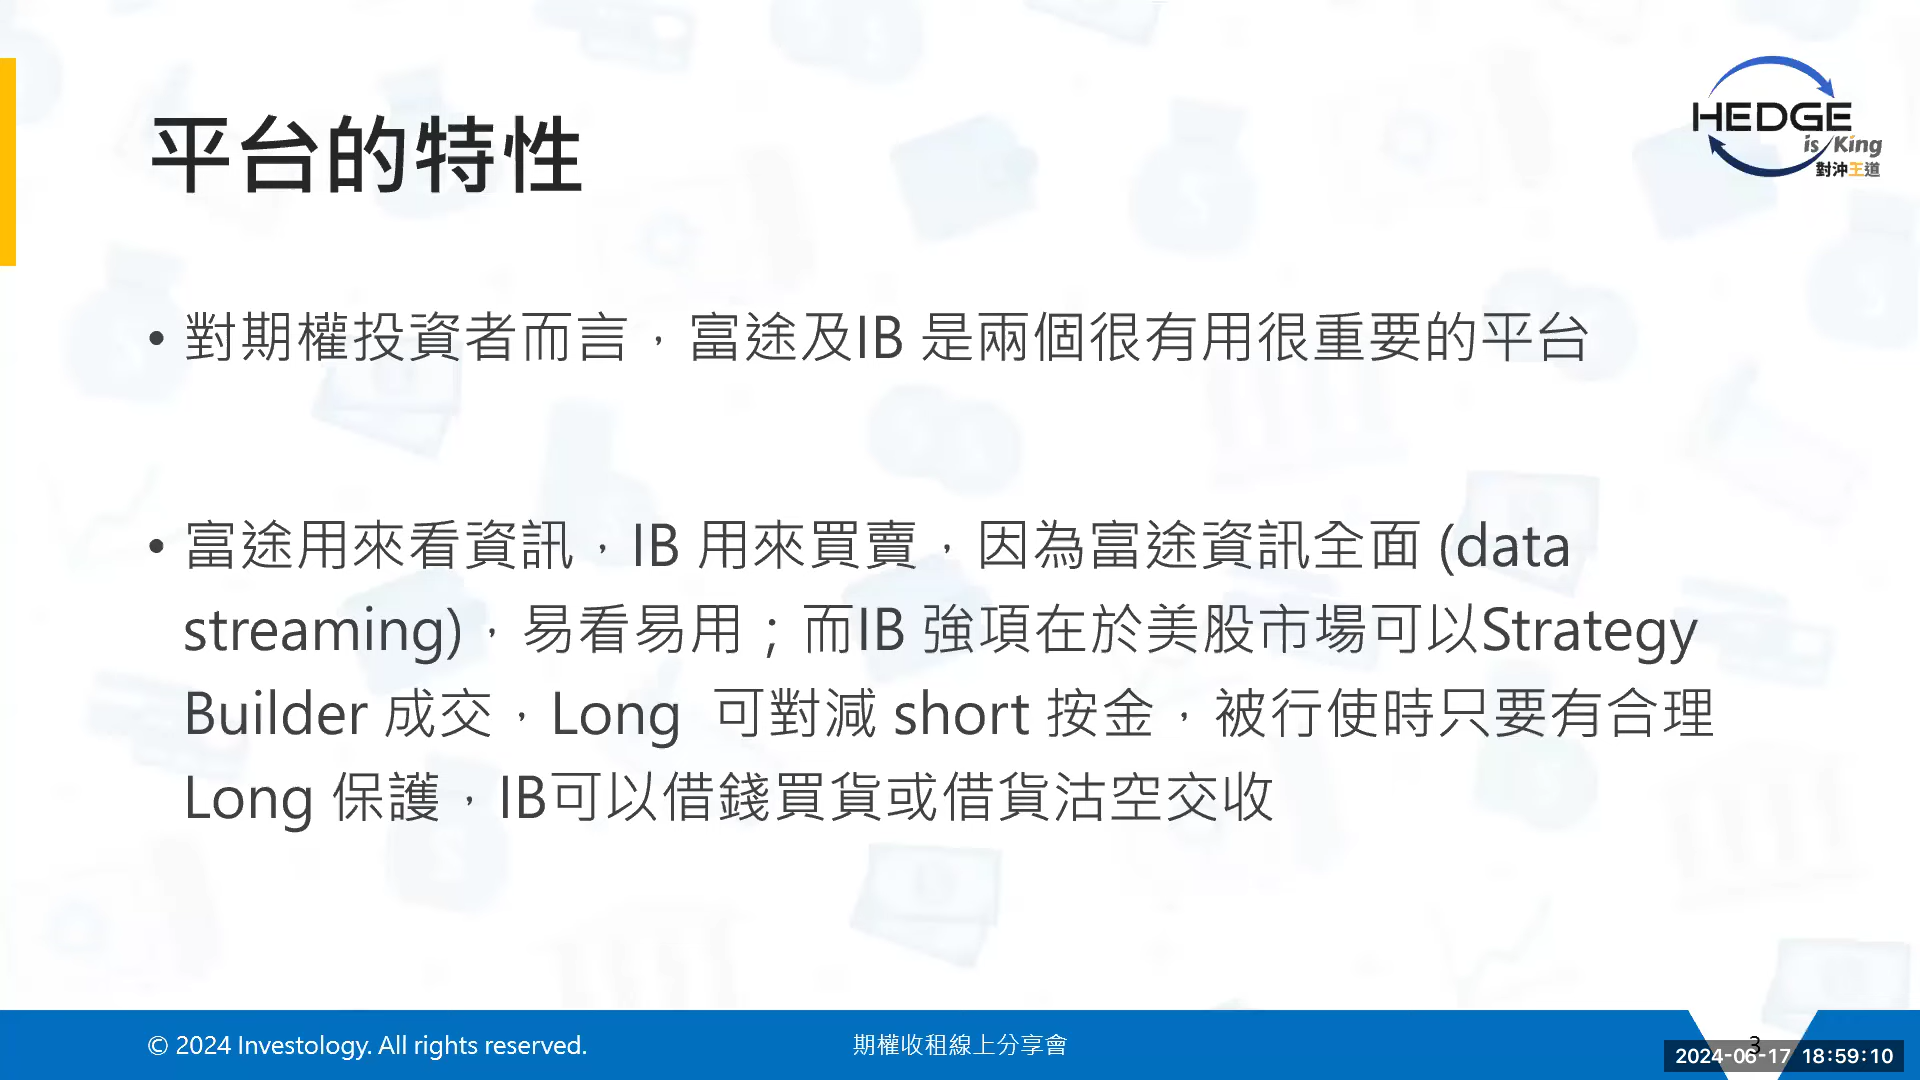 HEDGE
is King
對沖王道
平台的特性
• 對期權投資者而言，富途及IB 是兩個很有用很重要的平台
• 富途用來看資訊，IB 用來買賣，因為富途資訊全面 (data
streaming)，易看易用；而IB 強項在於美股市場可以Strategy
Builder 成交，Long 可對減 short 按金，被行使時只要有合理
Long 保護，IB可以借錢買貨或借貨沽空交收
© 2024 Investology. All rights reserved.
期權收租線上分享會
3
2024-06-17 18:59:10